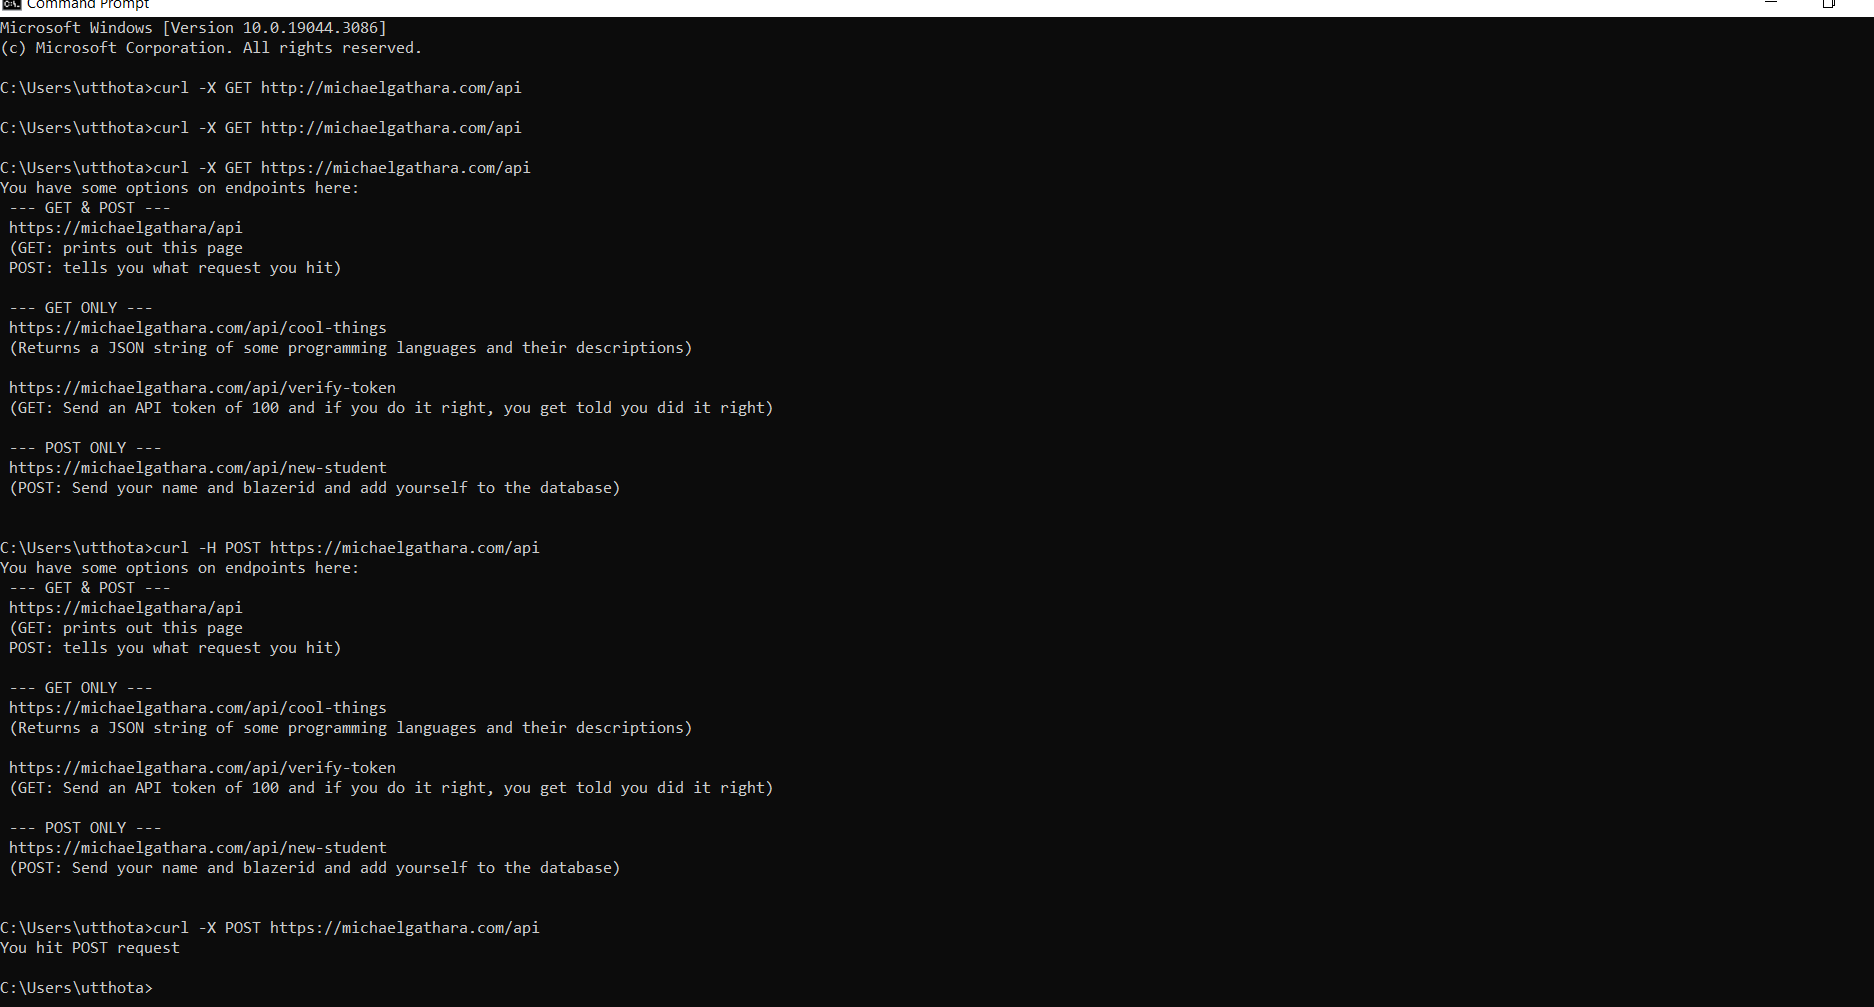 Command Prompt
Microsoft Windows [Version 10.0.19044.3086]
(c) Microsoft Corporation. All rights reserved.
C:\Users\utthota>curl -X GET http://michaelgathara.com/api
C:\Users\utthota>curl -X GET http://michaelgathara.com/api
C:\Users\utthota>curl -X GET https://michaelgathara.com/api
You have some options on endpoints here:
--- GET & POST ---
https://michaelgathara/api
(GET: prints out this page
POST: tells you what request you hit)
--- GET ONLY ---
https://michaelgathara.com/api/cool-things
(Returns a JSON string of some programming languages and their descriptions)
https://michaelgathara.com/api/verify-token
(GET: Send an API token of 100 and if you do it right, you get told you did it right)
--- POST ONLY ---
https://michaelgathara.com/api/new-student
(POST: Send your name and blazerid and add yourself to the database)
C:\Users\utthota>curl -H POST https://michaelgathara.com/api
You have some options on endpoints here:
--- GET & POST ---
https://michaelgathara/api
(GET: prints out this page
POST: tells you what request you hit)
--- GET ONLY ---
https://michaelgathara.com/api/cool-things
(Returns a JSON string of some programming languages and their descriptions)
https://michaelgathara.com/api/verify-token
(GET: Send an API token of 100 and if you do it right, you get told you did it right)
--- POST ONLY ---
https://michaelgathara.com/api/new-student
(POST: Send your name and blazerid and add yourself to the database)
C:\Users\utthota>curl -X POST https://michaelgathara.com/api
You hit POST request
C:\Users\utthota>